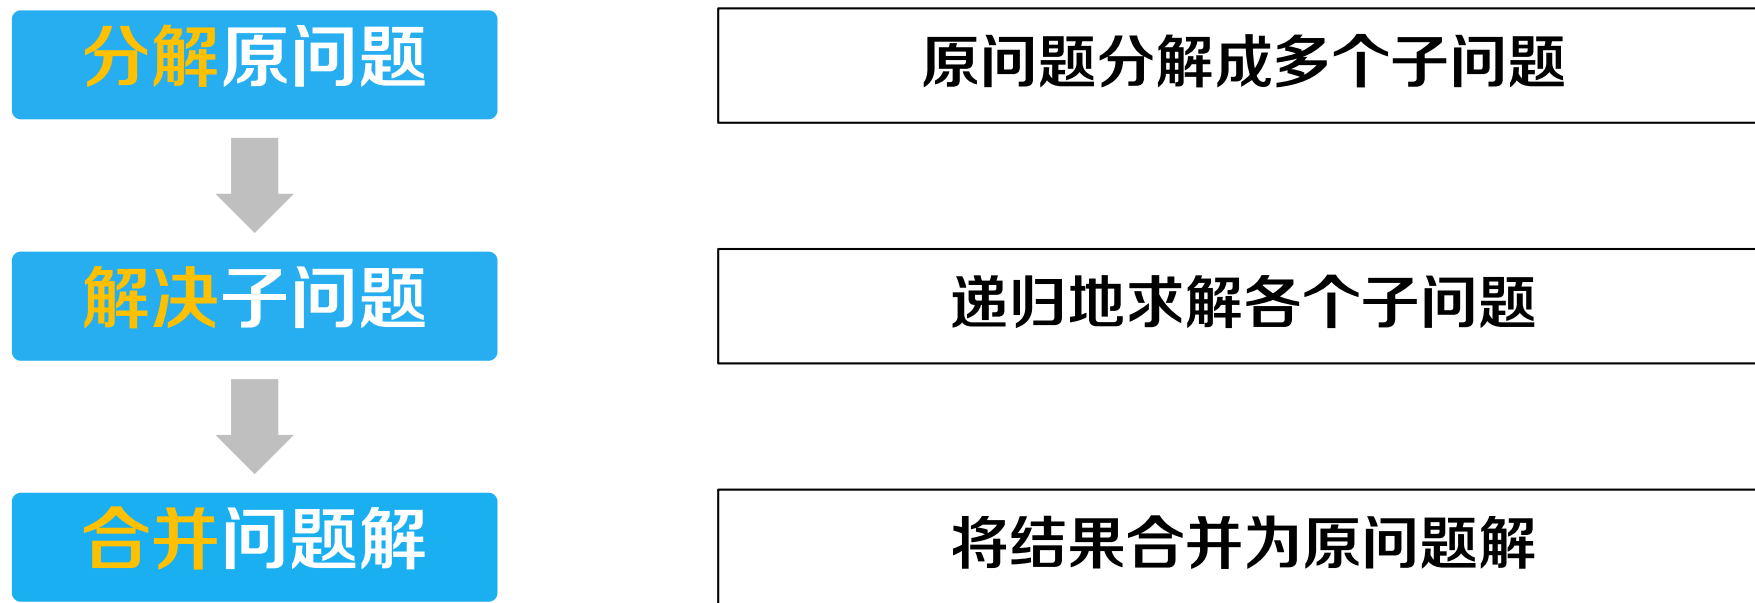 分解原问题
原问题分解成多个子问题
解决子问题
递归地求解各个子问题
合并问题解
将结果合并为原问题解